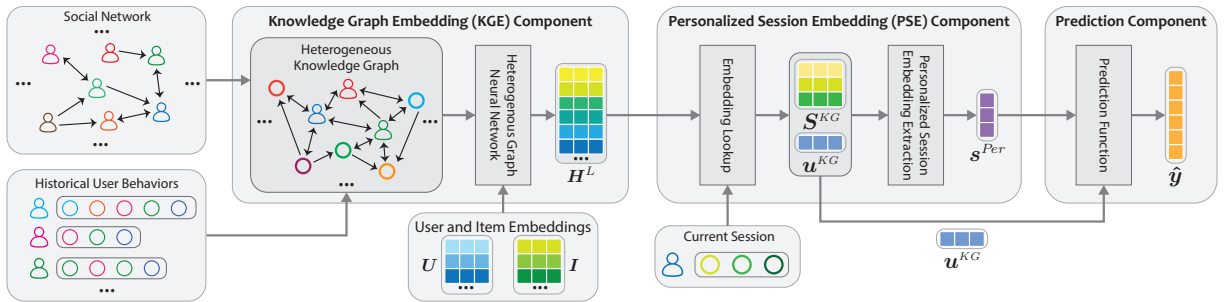 Social Network
...
...
...
...
Historical User Behaviors
...
Knowledge Graph Embedding (KGE) Component
Heterogeneous
Knowledge Graph
...
...
...
Heterogenous Graph
Neural Network
...
H^L
User and Item Embeddings
U
I
Personalized Session Embedding (PSE) Component
Embedding Lookup
S^{KG}
u^{KG}
Personalized Session
Embedding Extraction
s^{Per}
Current Session
u^{KG}
Prediction Component
Prediction Function
ŷ